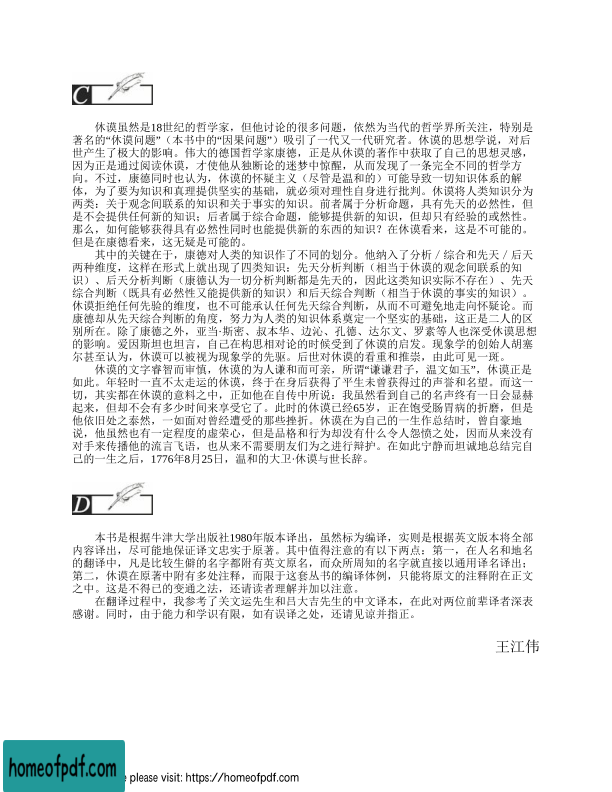 C
休谟虽然是18世纪的哲学家，但他讨论的很多问题，依然为当代的哲学界所关注，特别是
著名的“休谟问题”（本书中的“因果问题”）吸引了一代又一代研究者。休谟的思想学说，对后
世产生了极大的影响。伟大的德国哲学家康德，正是从休谟的著作中获取了自己的思想灵感，
因为正是通过阅读休谟，才使他从独断论的迷梦中惊醒，从而发现了一条完全不同的哲学方
向。不过，康德同时也认为，休谟的怀疑主义（尽管是温和的）可能导致一切知识体系的解
体，为了要为知识和真理提供坚实的基础，就必须对理性自身进行批判。休谟将人类知识分为
两类：关于观念间联系的知识和关于事实的知识。前者属于分析命题，具有先天的必然性，但
是不会提供任何新的知识；后者属于综合命题，能够提供新的知识，但却只有经验的或然性。
那么，如何能够获得具有必然性同时也能提供新的东西的知识？在休谟看来，这是不可能的。
但是在康德看来，这无疑是可能的。
其中的关键在于，康德对人类的知识作了不同的划分。他纳入了分析／综合和先天／后天
两种维度，这样在形式上就出现了四类知识：先天分析判断（相当于休谟的观念间联系的知
识）、后天分析判断（康德认为一切分析判断都是先天的，因此这类知识实际不存在）、先天
综合判断（既具有必然性又能提供新的知识）和后天综合判断（相当于休谟的事实的知识）。
休谟拒绝任何先验的维度，也不可能承认任何先天综合判断，从而不可避免地走向怀疑论。而
康德却从先天综合判断的角度，努力为人类的知识体系奠定一个坚实的基础，这正是二人的区
别所在。除了康德之外，亚当·斯密、叔本华、边沁、孔德、达尔文、罗素等人也深受休谟思想
的影响。爱因斯坦也坦言，自己在构思相对论的时候受到了休谟的启发。现象学的创始人胡塞
尔甚至认为，休谟可以被视为现象学的先驱。后世对休谟的看重和推崇，由此可见一斑。
休谟的文字睿智而审慎，休谟的为人谦和而可亲，所谓“谦谦君子，温文如玉”，休谟正是
如此。年轻时一直不太走运的休谟，终于在身后获得了平生未曾获得过的声誉和名望。而这一
切，其实都在休谟的意料之中，正如他在自传中所说：我虽然看到自己的名声终有一日会显赫
起来，但却不会有多少时间来享受它了。此时的休谟已经65岁，正在饱受肠胃病的折磨，但是
他依旧处之泰然，一如面对曾经遭受的那些挫折。休谟在为自己的一生作总结时，曾自豪地
说，他虽然也有一定程度的虚荣心，但是品格和行为却没有什么令人怨愤之处，因而从来没有
对手来传播他的流言飞语，也从来不需要朋友们为之进行辩护。在如此宁静而坦诚地总结完自
己的一生之后，1776年8月25日，温和的大卫·休谟与世长辞。
D
本书是根据牛津大学出版社1980年版本译出，虽然标为编译，实则是根据英文版本将全部
内容译出，尽可能地保证译文忠实于原著。其中值得注意的有以下两点：第一，在人名和地名
的翻译中，凡是比较生僻的名字都附有英文原名，而众所周知的名字就直接以通用译名译出；
第二，休谟在原著中附有多处注释，而限于这套丛书的编译体例，只能将原文的注释附在正文
之中。这是不得已的变通之法，还请读者理解并加以注意。
在翻译过程中，我参考了关文运先生和吕大吉先生的中文译本，在此对两位前辈译者深表
感谢。同时，由于能力和学识有限，如有误译之处，还请见谅并指正。
王江伟
homeofpdf.com
please visit: https://homeofpdf.com